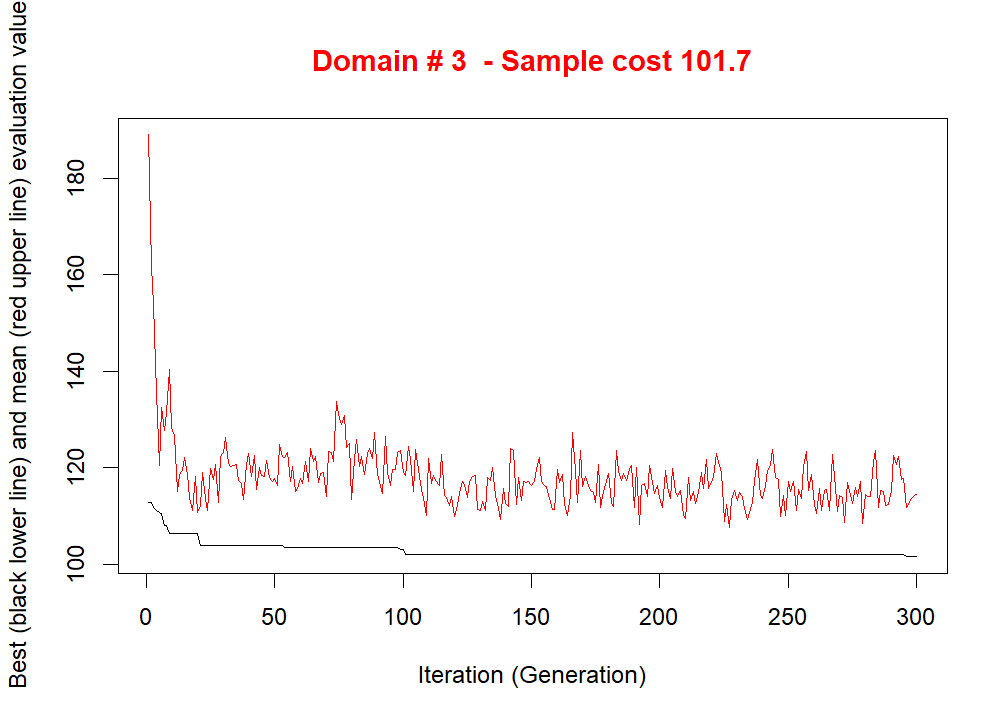 Domain # 3  - Sample cost 101.7
Best (black lower line) and mean (red upper line) evaluation value
180
160
140
120
100
0 50 100 150 200 250 300
Iteration (Generation)